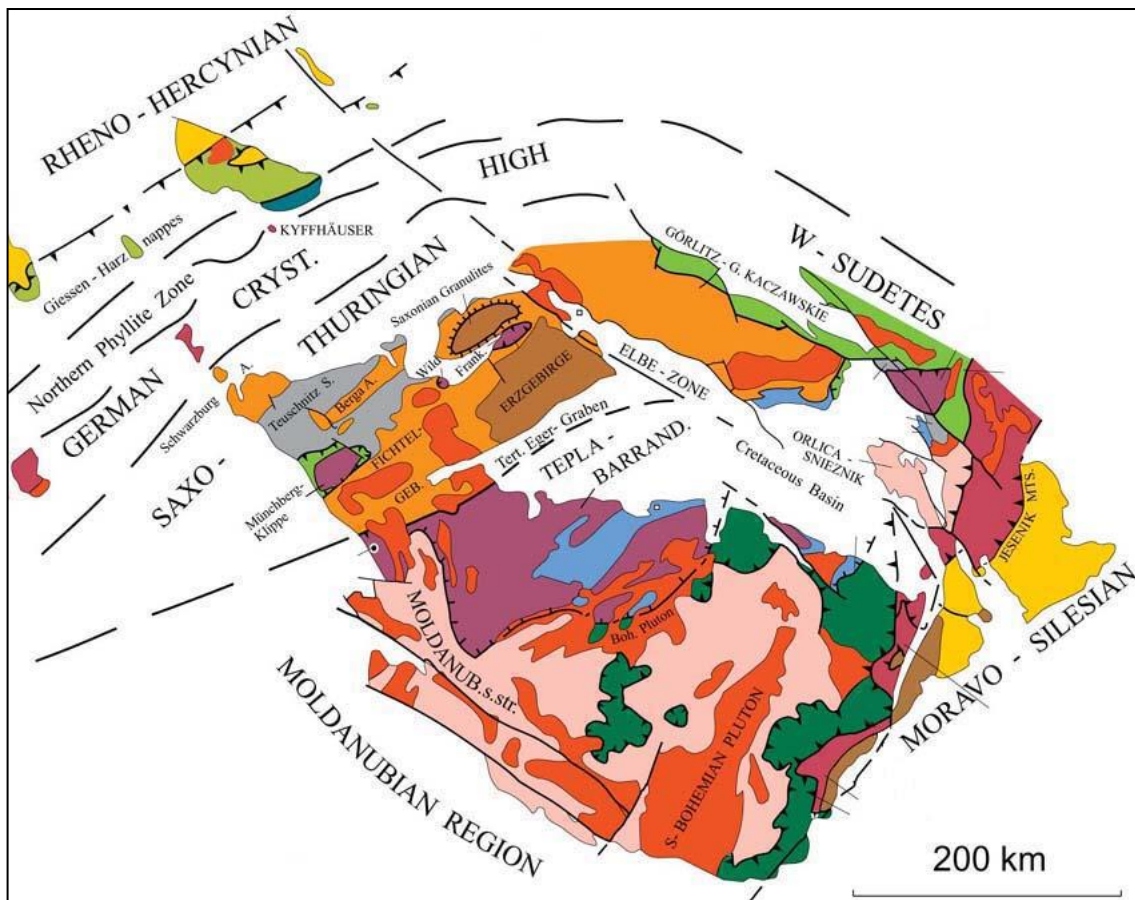 RHENO - HERCYNIAN
HIGH
W - SUDETES
GÖRLITZ - G. KACZAWSKIE
KYFFHÄUSER
Giessen - Harz nappes
Northern Phyllite Zone
GERMAN CRYST.
SAXO - THURINGIAN
Saxonian Granulites
Schwarzburg A.
Teuschnitz S.
Berga A.
Wild.
Frank.
ERZGEBIRGE
ELBE - ZONE
FICHTEL-
GEB.
Münchberg-
Klippe
Tert. Eger- Graben
TEPLA -
BARRAND.
Cretaceous Basin
ORLICA -
SNIEZNIK
JESENIK MTS.
MOLDANUB.s.str.
Boh. Pluton
S- BOHEMIAN PLUTON
MOLDANUBIAN REGION
MORAVO - SILESIAN
200 km